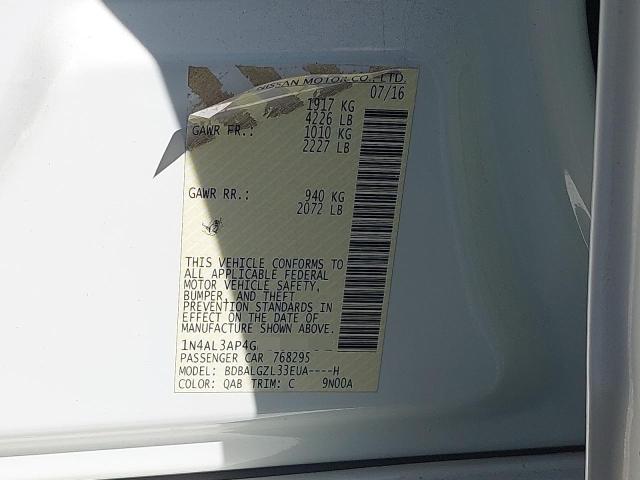 NISSAN MOTOR CO., LTD.
07/16
1917 KG
4226 LB
GAWR FR.: 1010 KG
2227 LB
GAWR RR.: 940 KG
2072 LB
THIS VEHICLE CONFORMS TO
ALL APPLICABLE FEDERAL
MOTOR VEHICLE SAFETY,
BUMPER, AND THEFT
PREVENTION STANDARDS IN
EFFECT ON THE DATE OF
MANUFACTURE SHOWN ABOVE.
1N4AL3AP4G
PASSENGER CAR 768295
MODEL: BDBALGZL33EUA----H
COLOR: QAB TRIM: C 9N00A